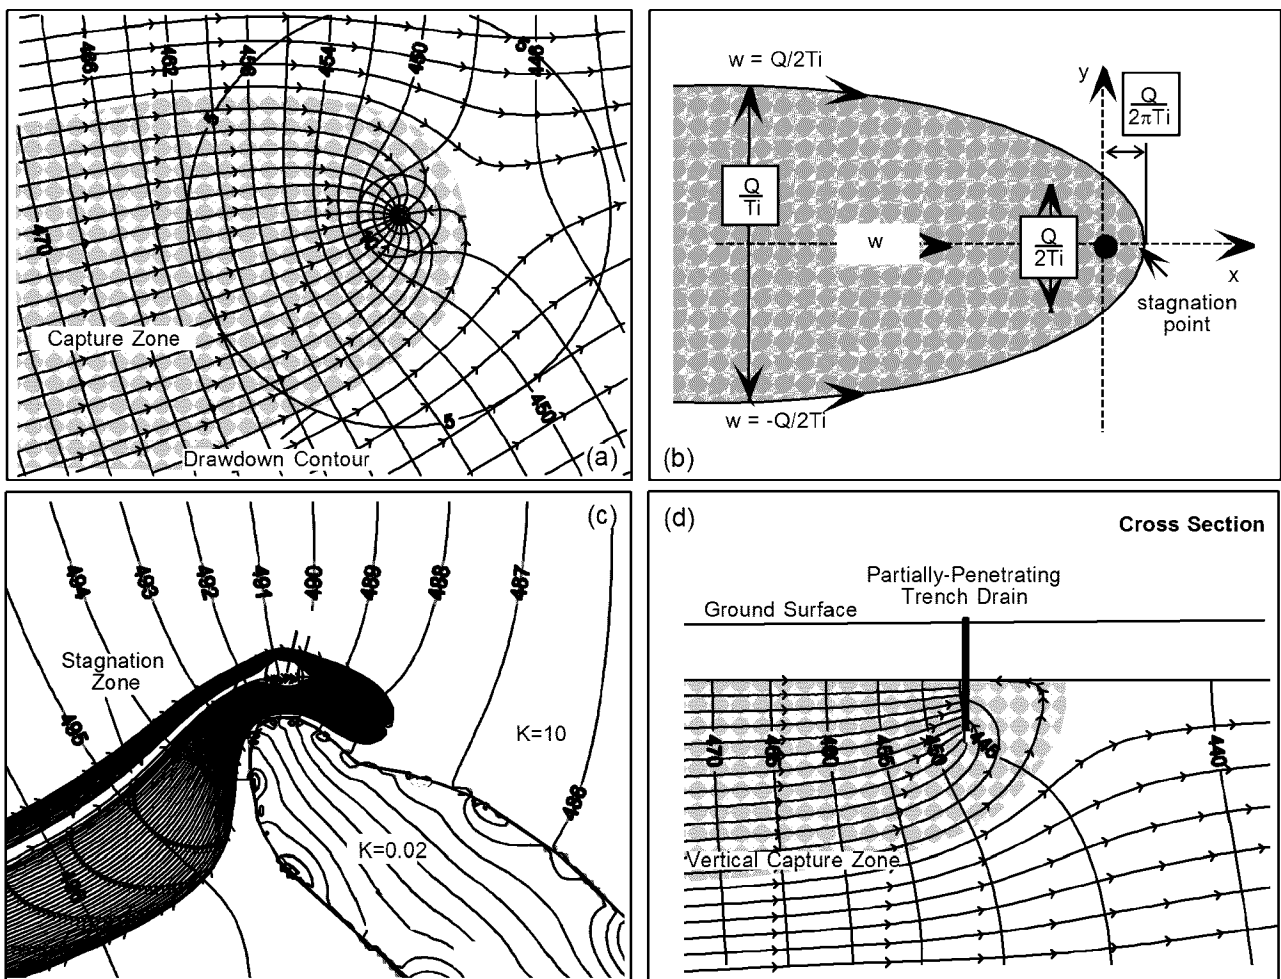 466
462
458
454
450
446
5
5
470
Capture Zone
450
5
Drawdown Contour
(a)
w = Q/2Ti
y
Q
2πTi
Q
Ti
w
Q
2Ti
x
stagnation
point
w = -Q/2Ti
(b)
(c)
494
493
492
491
490
489
488
487
Stagnation
Zone
495
K=10
486
K=0.02
(d)
Cross Section
Partially-Penetrating
Trench Drain
Ground Surface
470
465
460
455
450
445
440
Vertical Capture Zone